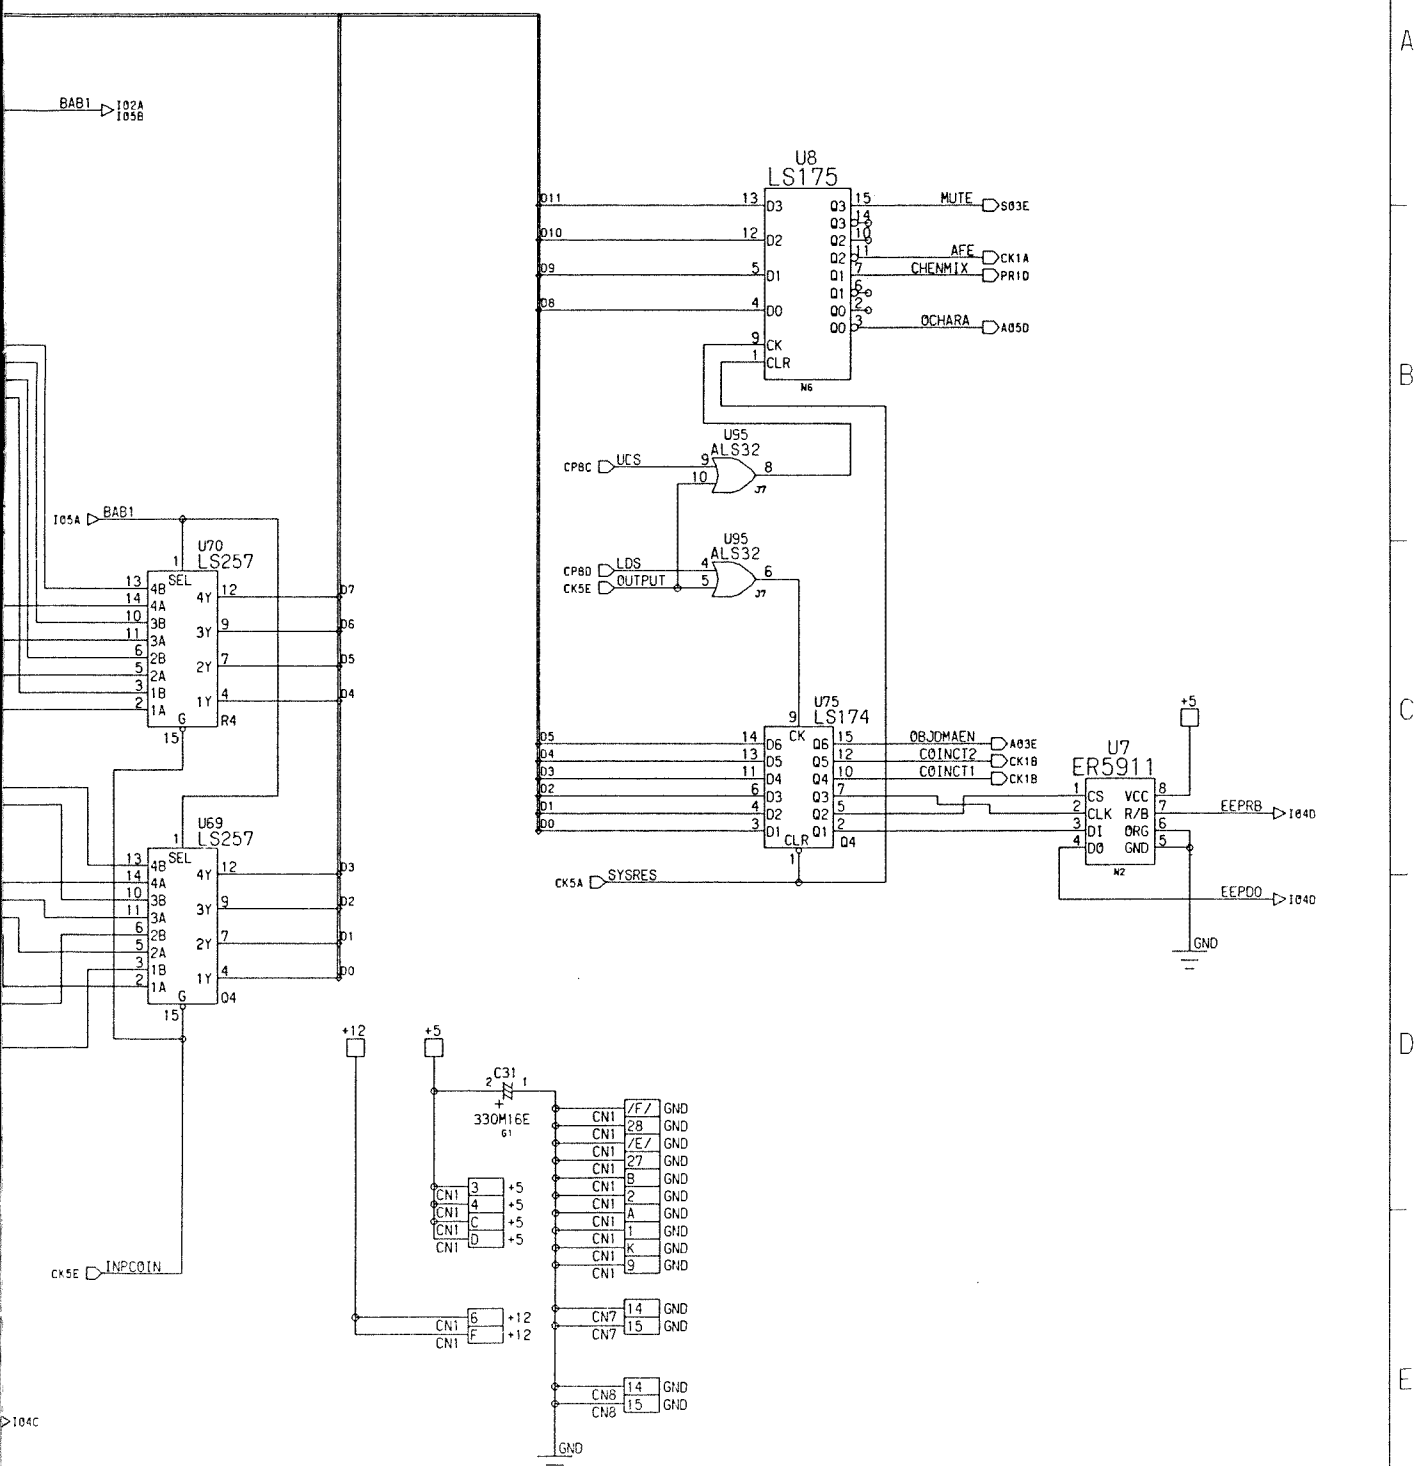 A
BAB1
I02A
I05B
U8
LS175
D11 13 D3 Q3 15 MUTE S03E
Q3 14
D10 12 D2 Q2 10
Q2 11 AFE CK1A
D9 5 D1 Q1 7 CHENMIX PR1D
Q1 6
D8 4 D0 Q0 2
Q0 3 OCHARA A05D
9 CK
1 CLR
N6
B
U95
ALS32
CP8C UDS 9 8
10
J7
I05A BAB1
U95
ALS32
CP8D LDS 4 6
CK5E OUTPUT 5
J7
U70
LS257
1 SEL
13 4B 4Y 12 D7
14 4A
10 3B 3Y 9 D6
11 3A
6 2B 2Y 7 D5
5 2A
3 1B 1Y 4 D4
2 1A
G R4
15
C
U75
LS174
9 CK
D5 14 D6 Q6 15 OBJDMAEN A03E
D4 13 D5 Q5 12 COINCT2 CK1B
D3 11 D4 Q4 10 COINCT1 CK1B
D2 6 D3 Q3 7
D1 4 D2 Q2 5
D0 3 D1 Q1 2
CLR Q4
1
+5
U7
ER5911
1 CS VCC 8
2 CLK R/B 7 EEPRB I04D
3 DI ORG 6
4 DO GND 5
N2
EEPDO I04D
GND
CK5A SYSRES
U69
LS257
1 SEL
13 4B 4Y 12 D3
14 4A
10 3B 3Y 9 D2
11 3A
6 2B 2Y 7 D1
5 2A
3 1B 1Y 4 D0
2 1A
G Q4
15
D
+12 +5
C31
2 1
+
330M16E
G1
CN1 /F/ GND
CN1 28 GND
CN1 /E/ GND
CN1 27 GND
CN1 B GND
CN1 2 GND
CN1 A GND
CN1 1 GND
CN1 K GND
CN1 9 GND
CN1 3 +5
CN1 4 +5
CN1 C +5
CN1 D +5
CK5E INPCOIN
CN1 6 +12
CN1 F +12
CN7 14 GND
CN7 15 GND
E
CN8 14 GND
CN8 15 GND
I04C
GND